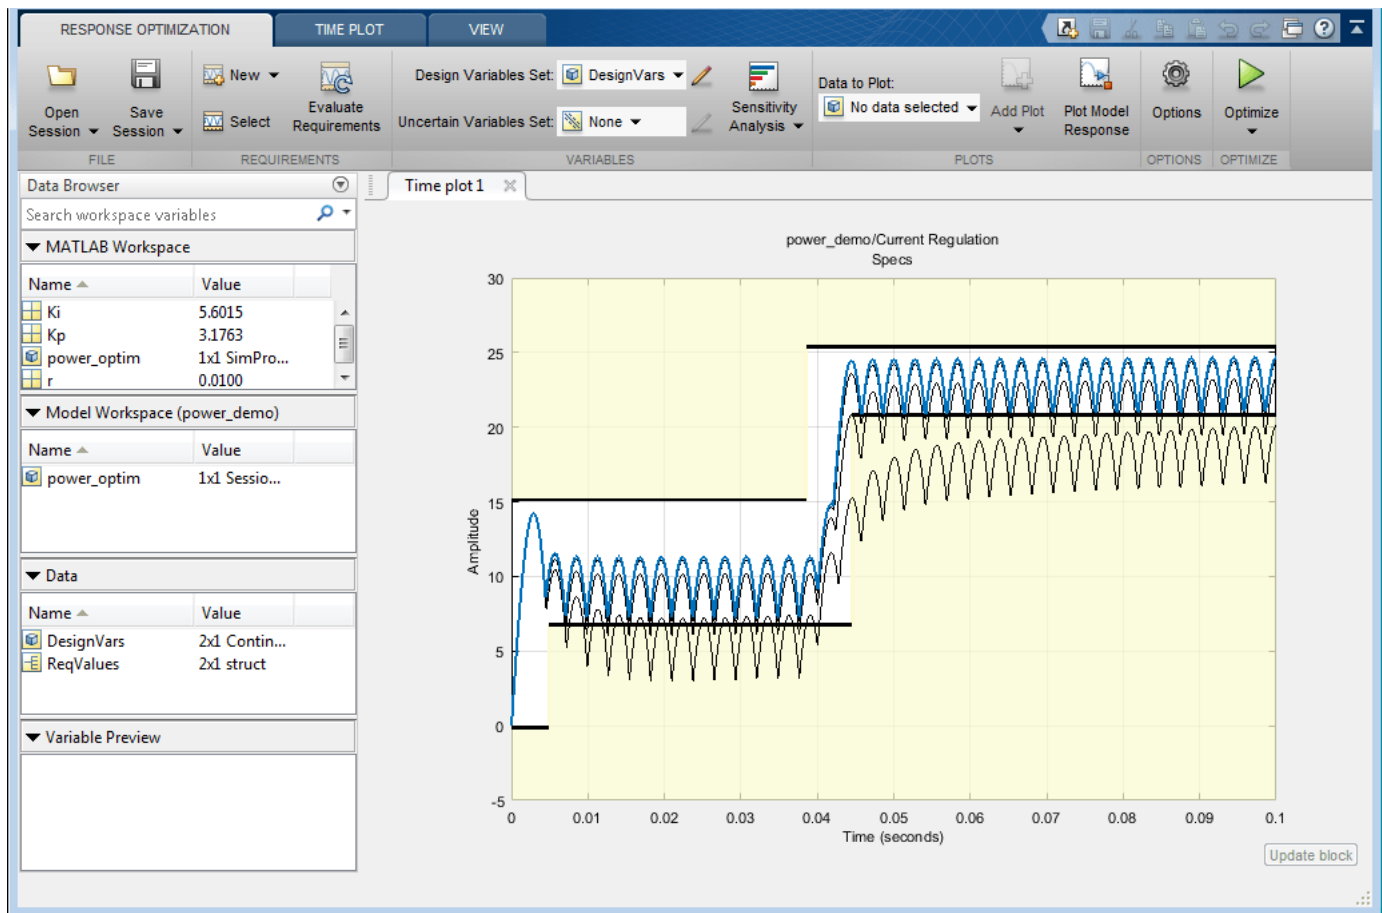 RESPONSE OPTIMIZATION TIME PLOT VIEW
New Design Variables Set: DesignVars Data to Plot:
Open Session Save Session Select Evaluate Requirements Uncertain Variables Set: None Sensitivity Analysis No data selected Add Plot Plot Model Response Options Optimize
FILE REQUIREMENTS VARIABLES PLOTS OPTIONS OPTIMIZE
Data Browser
Search workspace variables
MATLAB Workspace
Name Value
Ki 5.6015
Kp 3.1763
power_optim 1x1 SimPro...
r 0.0100
Model Workspace (power_demo)
Name Value
power_optim 1x1 Sessio...
Data
Name Value
DesignVars 2x1 Contin...
ReqValues 2x1 struct
Variable Preview
Time plot 1
power_demo/Current Regulation
Specs
30
25
20
15
10
5
0
-5
Amplitude
0 0.01 0.02 0.03 0.04 0.05 0.06 0.07 0.08 0.09 0.1
Time (seconds)
Update block